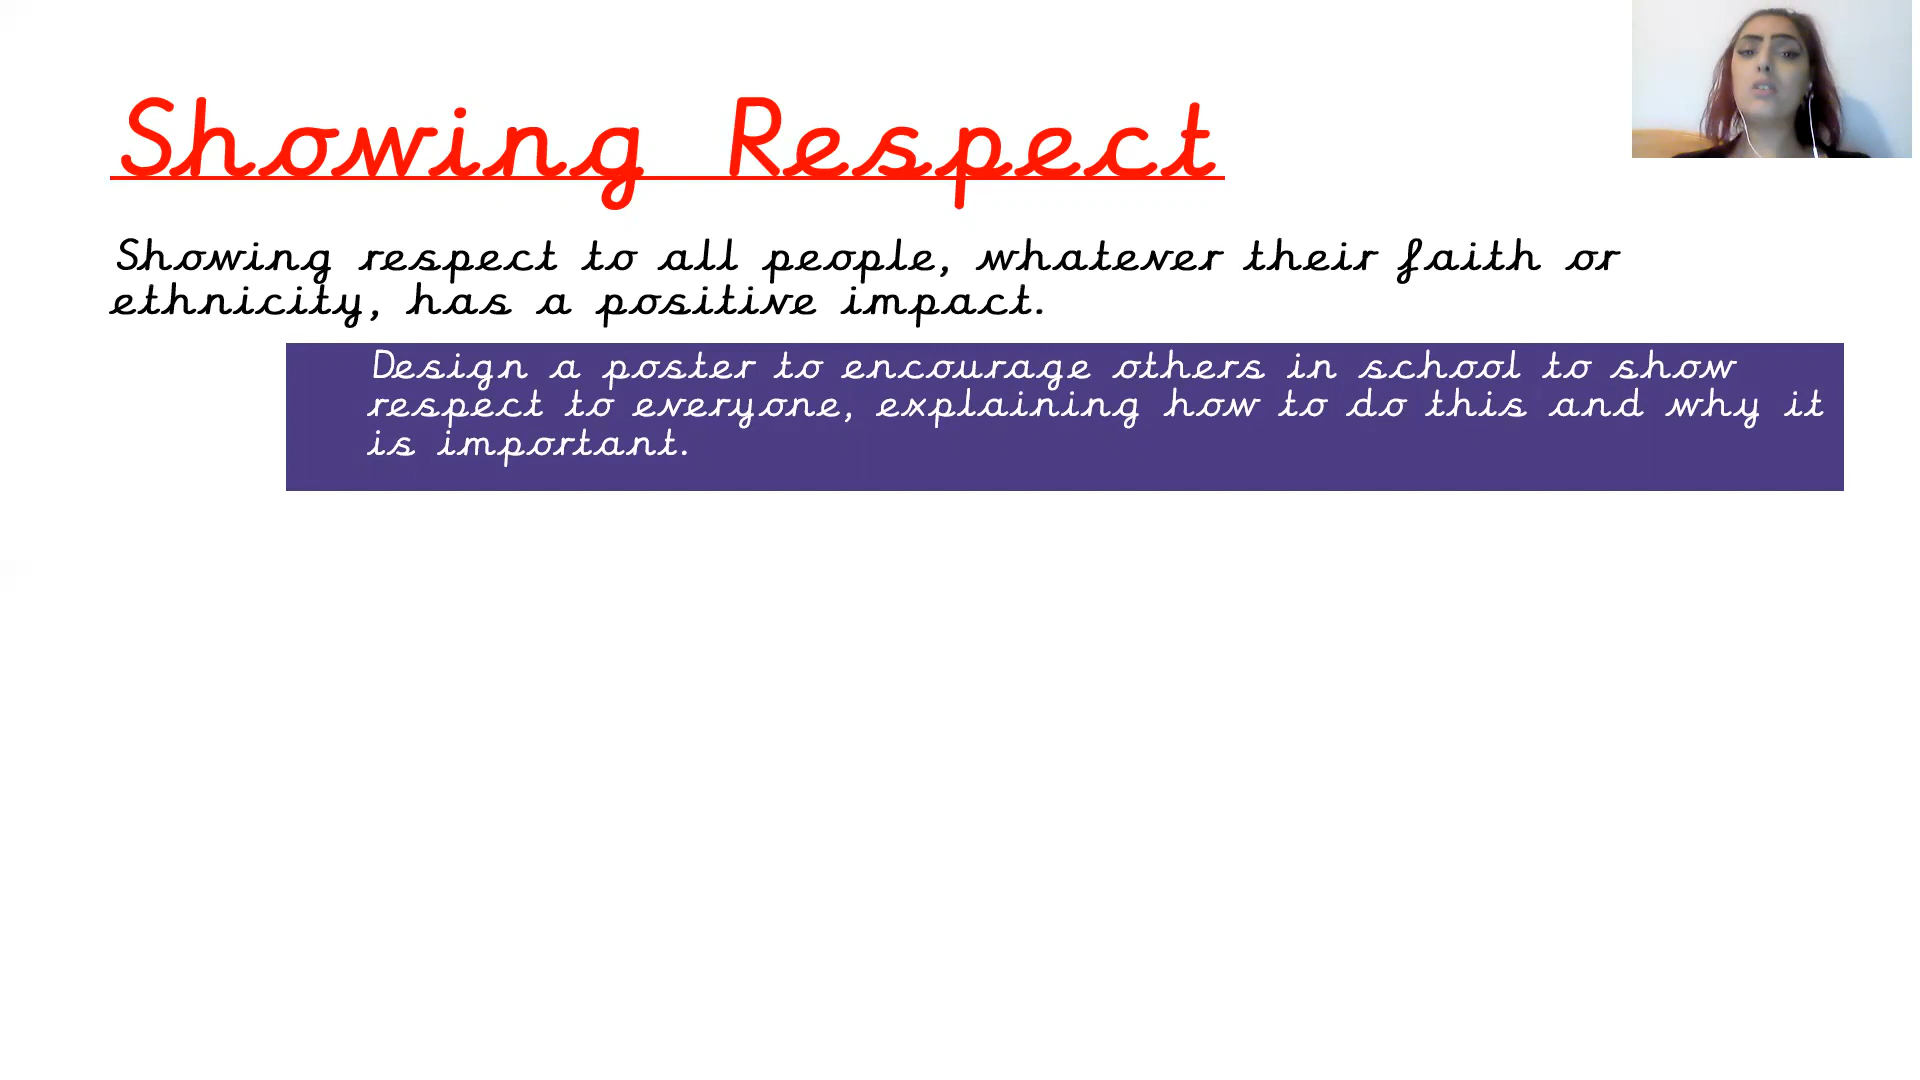 Showing Respect
Showing respect to all people, whatever their faith or
ethnicity, has a positive impact.
Design a poster to encourage others in school to show
respect to everyone, explaining how to do this and why it
is important.